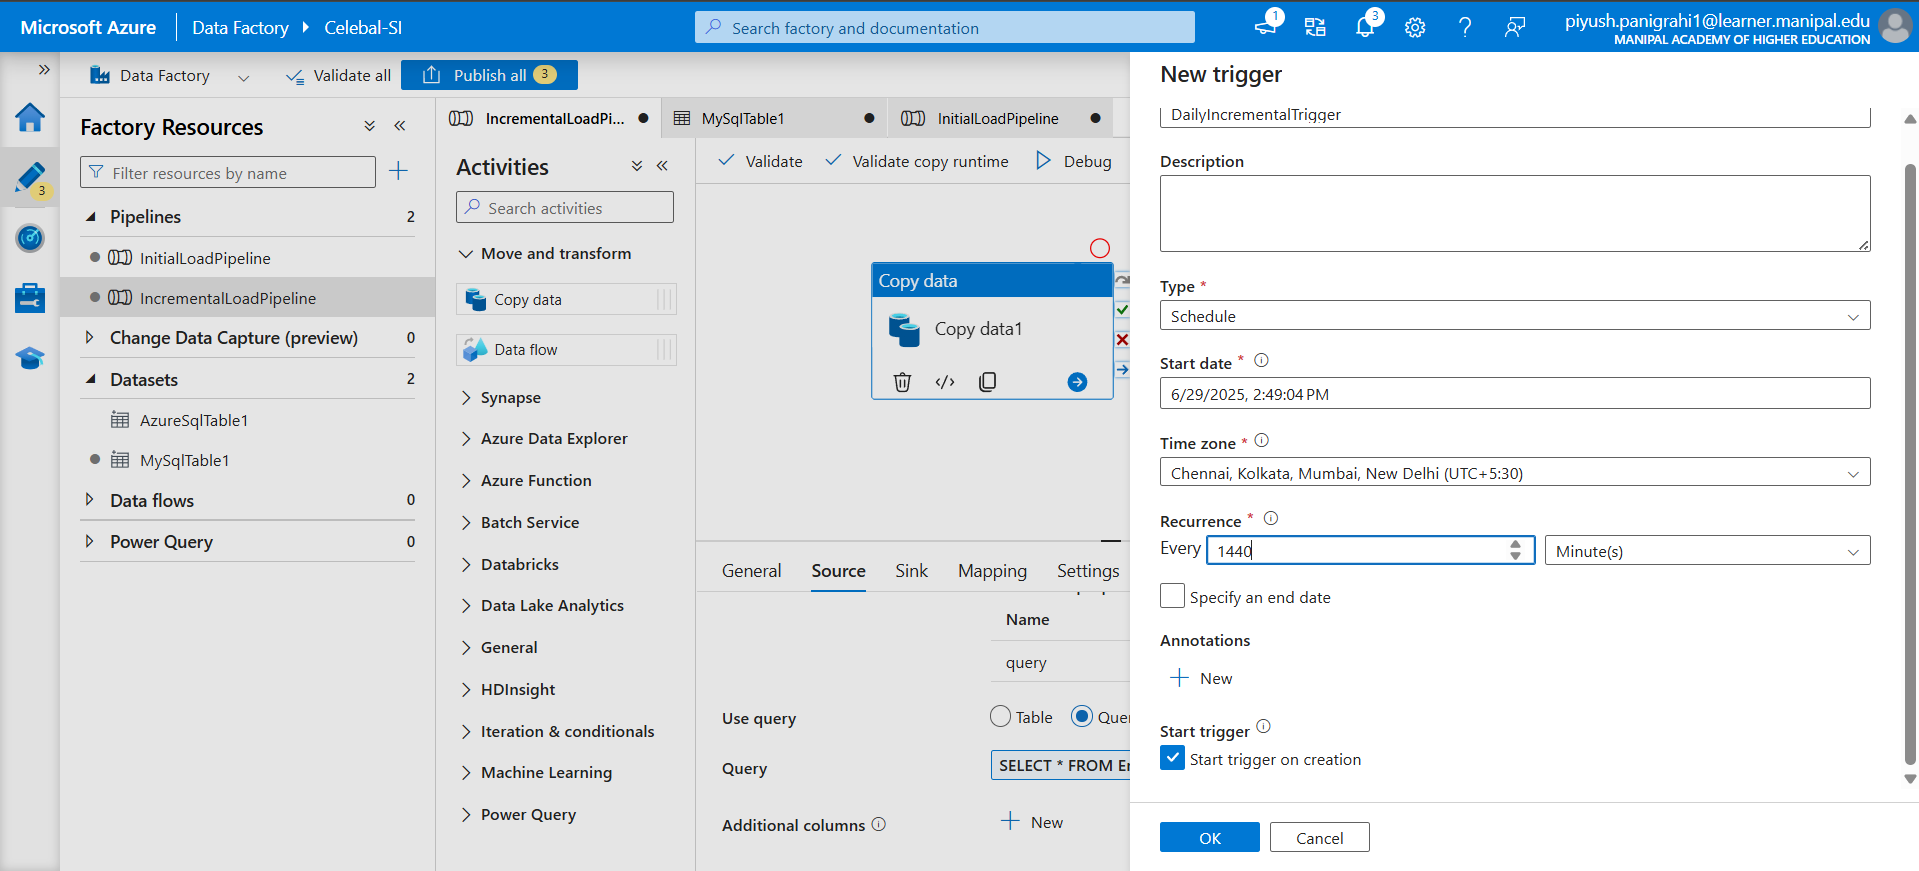 Microsoft Azure
Data Factory
Celebal-SI
Search factory and documentation
1
3
piyush.panigrahi1@learner.manipal.edu
MANIPAL ACADEMY OF HIGHER EDUCATION
Data Factory
Validate all
Publish all 3
3
Factory Resources
Filter resources by name
Pipelines 2
InitialLoadPipeline
IncrementalLoadPipeline
Change Data Capture (preview) 0
Datasets 2
AzureSqlTable1
MySqlTable1
Data flows 0
Power Query 0
IncrementalLoadPi...
MySqlTable1
InitialLoadPipeline
Activities
Search activities
Move and transform
Copy data
Data flow
Synapse
Azure Data Explorer
Azure Function
Batch Service
Databricks
Data Lake Analytics
General
HDInsight
Iteration & conditionals
Machine Learning
Power Query
Validate
Validate copy runtime
Debug
Copy data
Copy data1
General
Source
Sink
Mapping
Settings
Name
query
Use query
Table
Quer
Query
SELECT * FROM E
Additional columns
New
New trigger
DailyIncrementalTrigger
Description
Type *
Schedule
Start date *
6/29/2025, 2:49:04 PM
Time zone *
Chennai, Kolkata, Mumbai, New Delhi (UTC+5:30)
Recurrence *
Every 1440 Minute(s)
Specify an end date
Annotations
New
Start trigger
Start trigger on creation
OK
Cancel